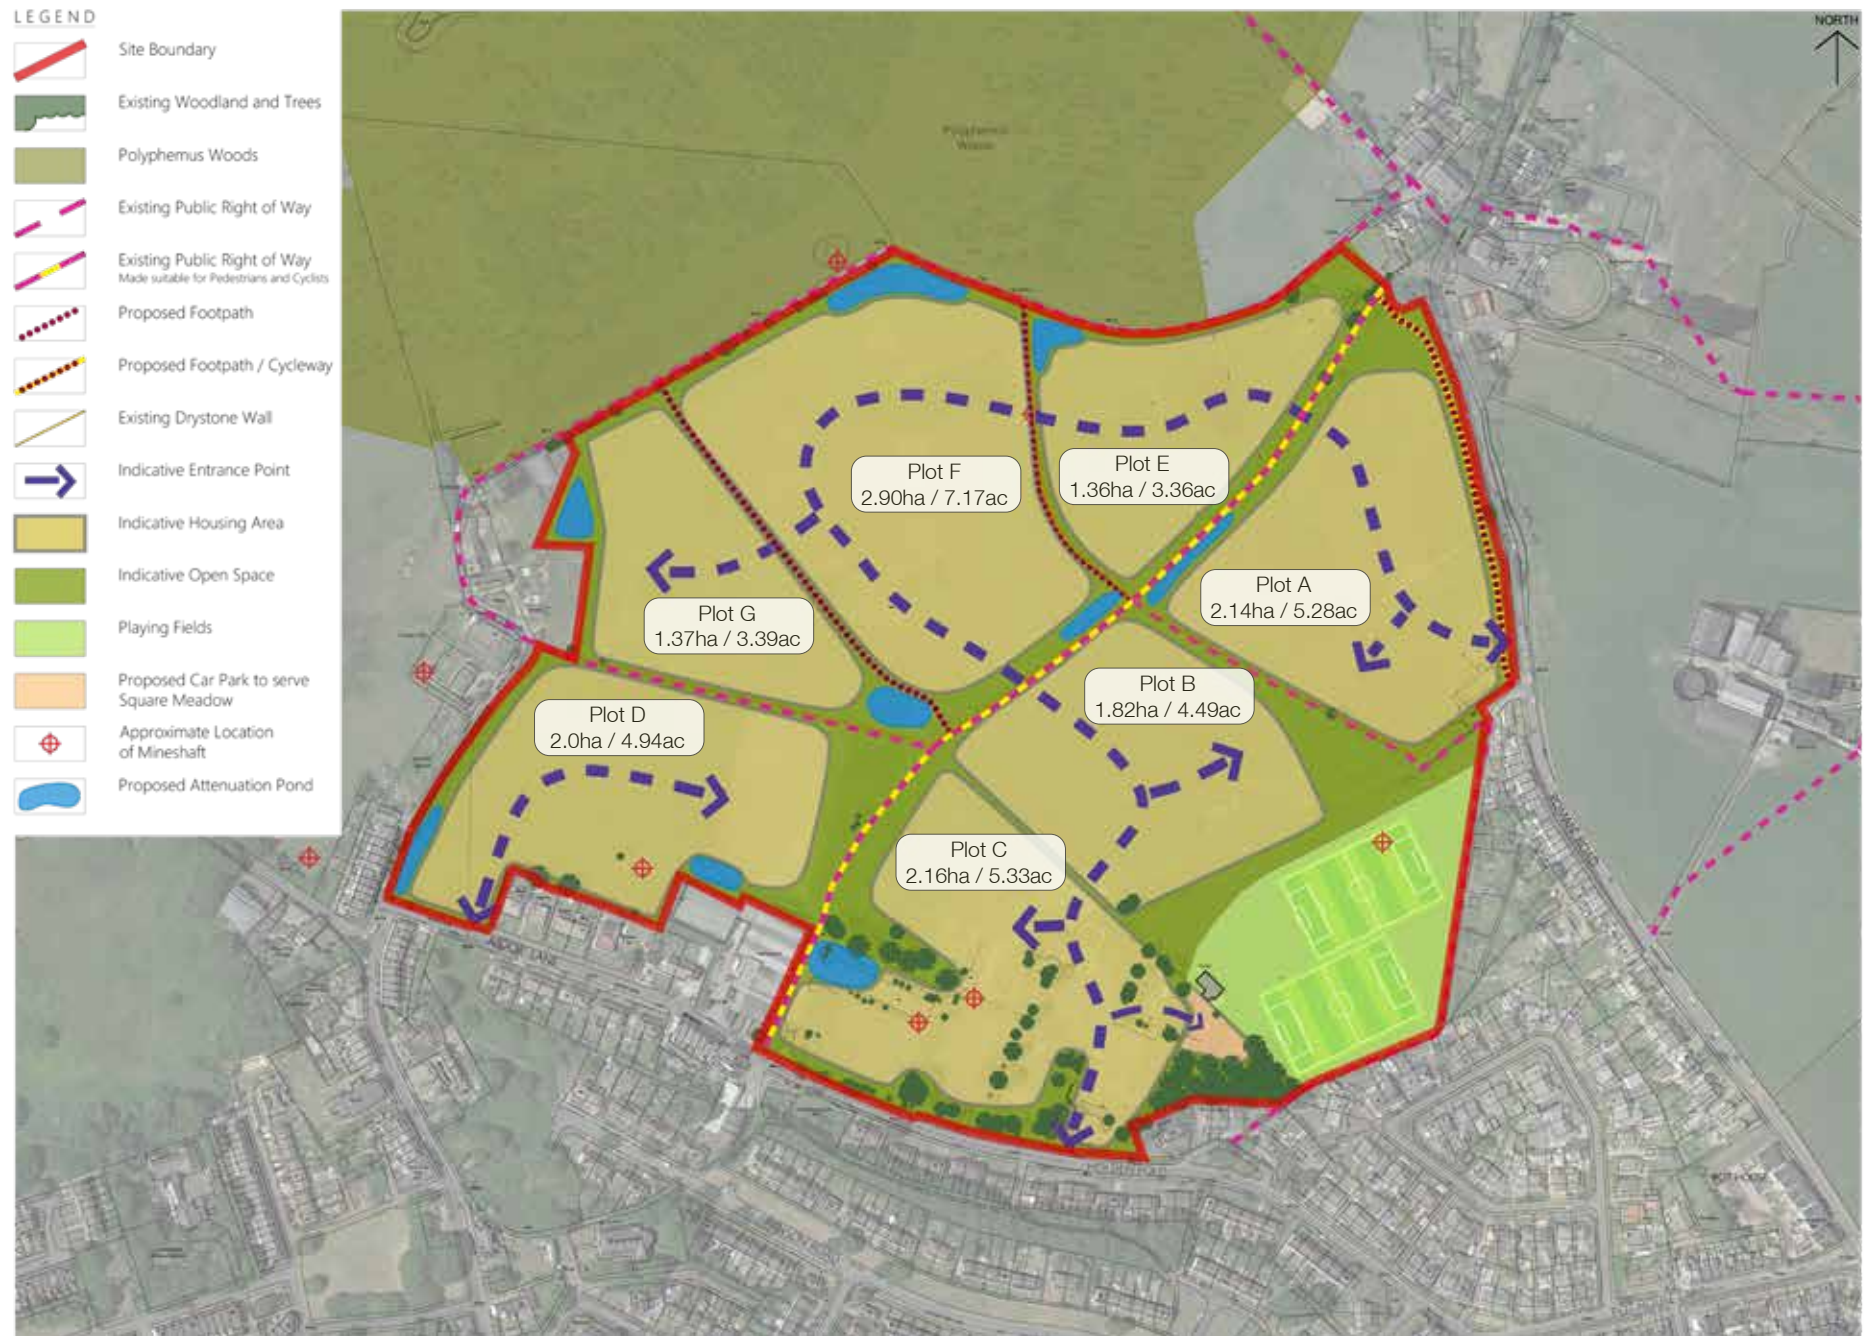 LEGEND
Site Boundary
Existing Woodland and Trees
Polyphemus Woods
Existing Public Right of Way
Existing Public Right of Way
Made suitable for Pedestrians and Cyclists
Proposed Footpath
Proposed Footpath / Cycleway
Existing Drystone Wall
Indicative Entrance Point
Indicative Housing Area
Indicative Open Space
Playing Fields
Proposed Car Park to serve
Square Meadow
Approximate Location
of Mineshaft
Proposed Attenuation Pond
NORTH
Polyphemus
Woods
Plot F
2.90ha / 7.17ac
Plot E
1.36ha / 3.36ac
Plot A
2.14ha / 5.28ac
Plot G
1.37ha / 3.39ac
Plot B
1.82ha / 4.49ac
Plot D
2.0ha / 4.94ac
Plot C
2.16ha / 5.33ac
LANE